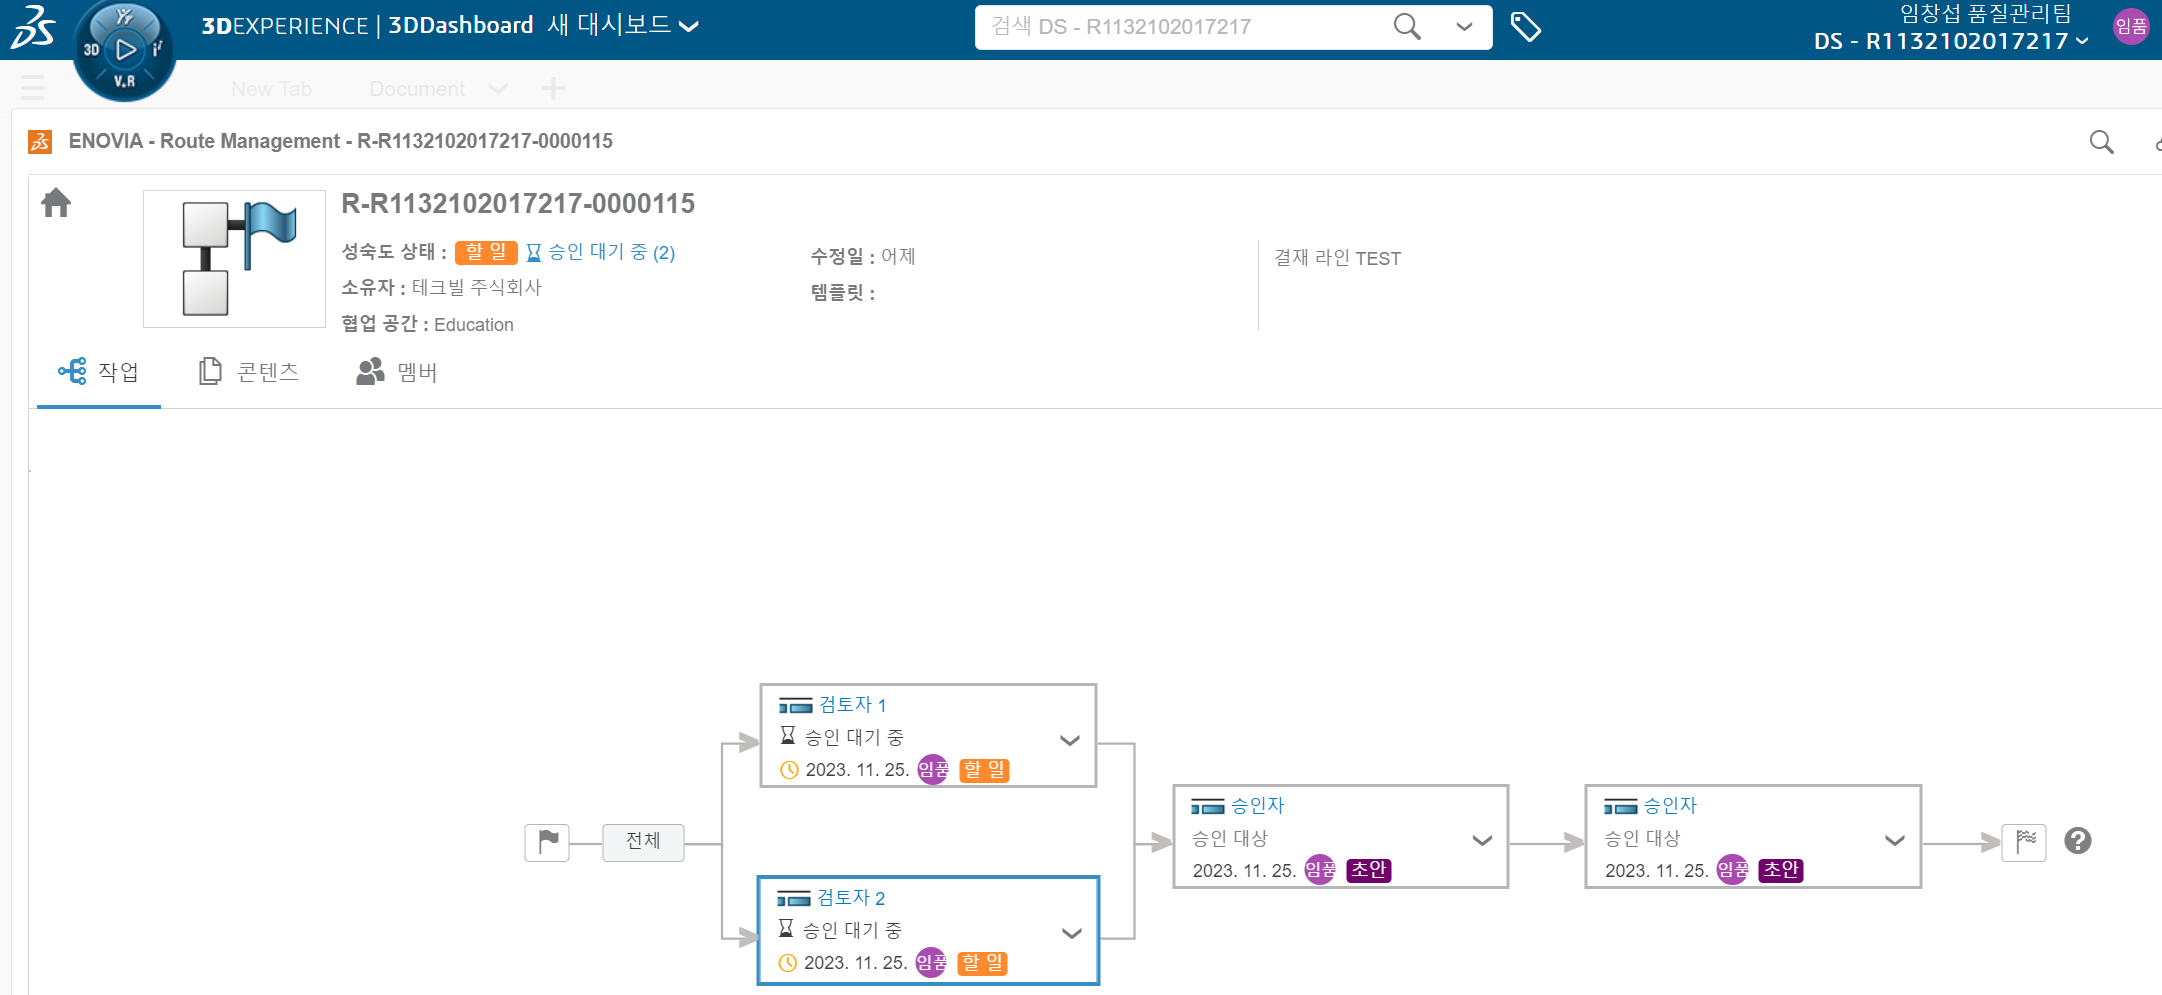 3DEXPERIENCE | 3DDashboard 새 대시보드
검색 DS - R1132102017217
임창섭 품질관리팀
DS - R1132102017217
임품
3D
V.R
New Tab
Document
ENOVIA - Route Management - R-R1132102017217-0000115
R-R1132102017217-0000115
성숙도 상태 : 할 일 승인 대기 중 (2)
소유자 : 테크빌 주식회사
협업 공간 : Education
수정일 : 어제
템플릿 :
결재 라인 TEST
작업
콘텐츠
멤버
전체
검토자 1
승인 대기 중
2023. 11. 25. 임품 할 일
검토자 2
승인 대기 중
2023. 11. 25. 임품 할 일
승인자
승인 대상
2023. 11. 25. 임품 초안
승인자
승인 대상
2023. 11. 25. 임품 초안